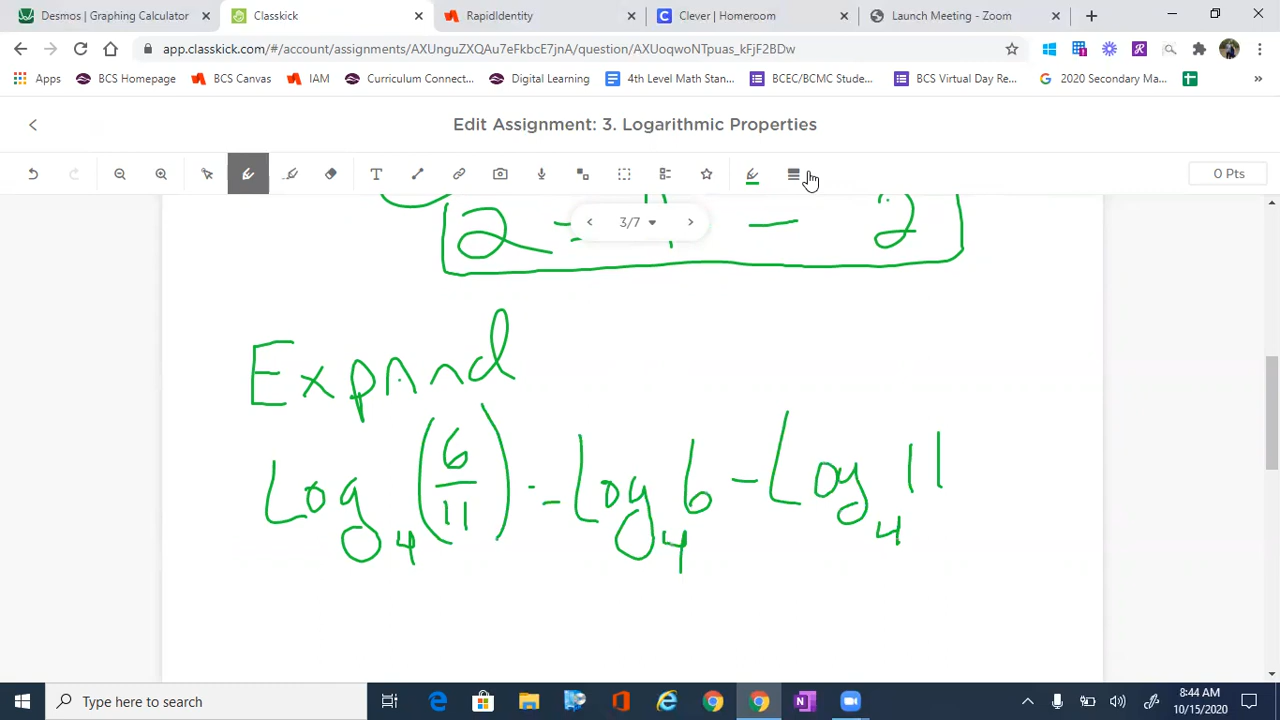 Desmos | Graphing Calculator
Classkick
RapidIdentity
Clever | Homeroom
Launch Meeting - Zoom
app.classkick.com/#/account/assignments/AXUnguZXQAu7eFkbcE7jnA/question/AXUoqwoNTpuas_kFjF2BDw
Apps
BCS Homepage
BCS Canvas
IAM
Curriculum Connect...
Digital Learning
4th Level Math Stan...
BCEC/BCMC Stude...
BCS Virtual Day Re...
2020 Secondary Ma...
Edit Assignment: 3. Logarithmic Properties
T
0 Pts
3/7
2 = 4 - 2
Expand
Log₄ (6/11) = Log₄ 6 - Log₄ 11
Type here to search
8:44 AM
10/15/2020